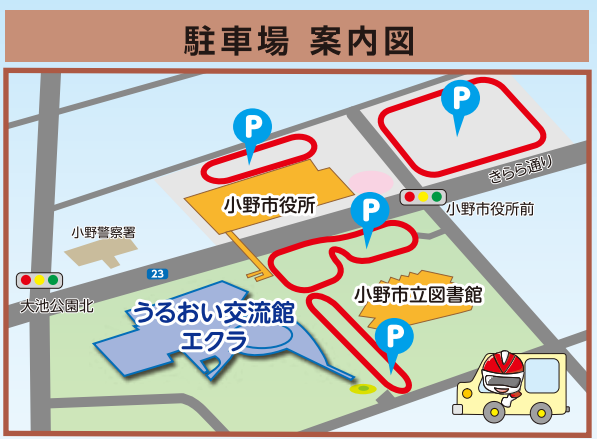 駐車場 案内図
P
P
きらら通り
小野市役所
P
小野市役所前
小野警察署
23
大池公園北
小野市立図書館
うるおい交流館
エクラ
P